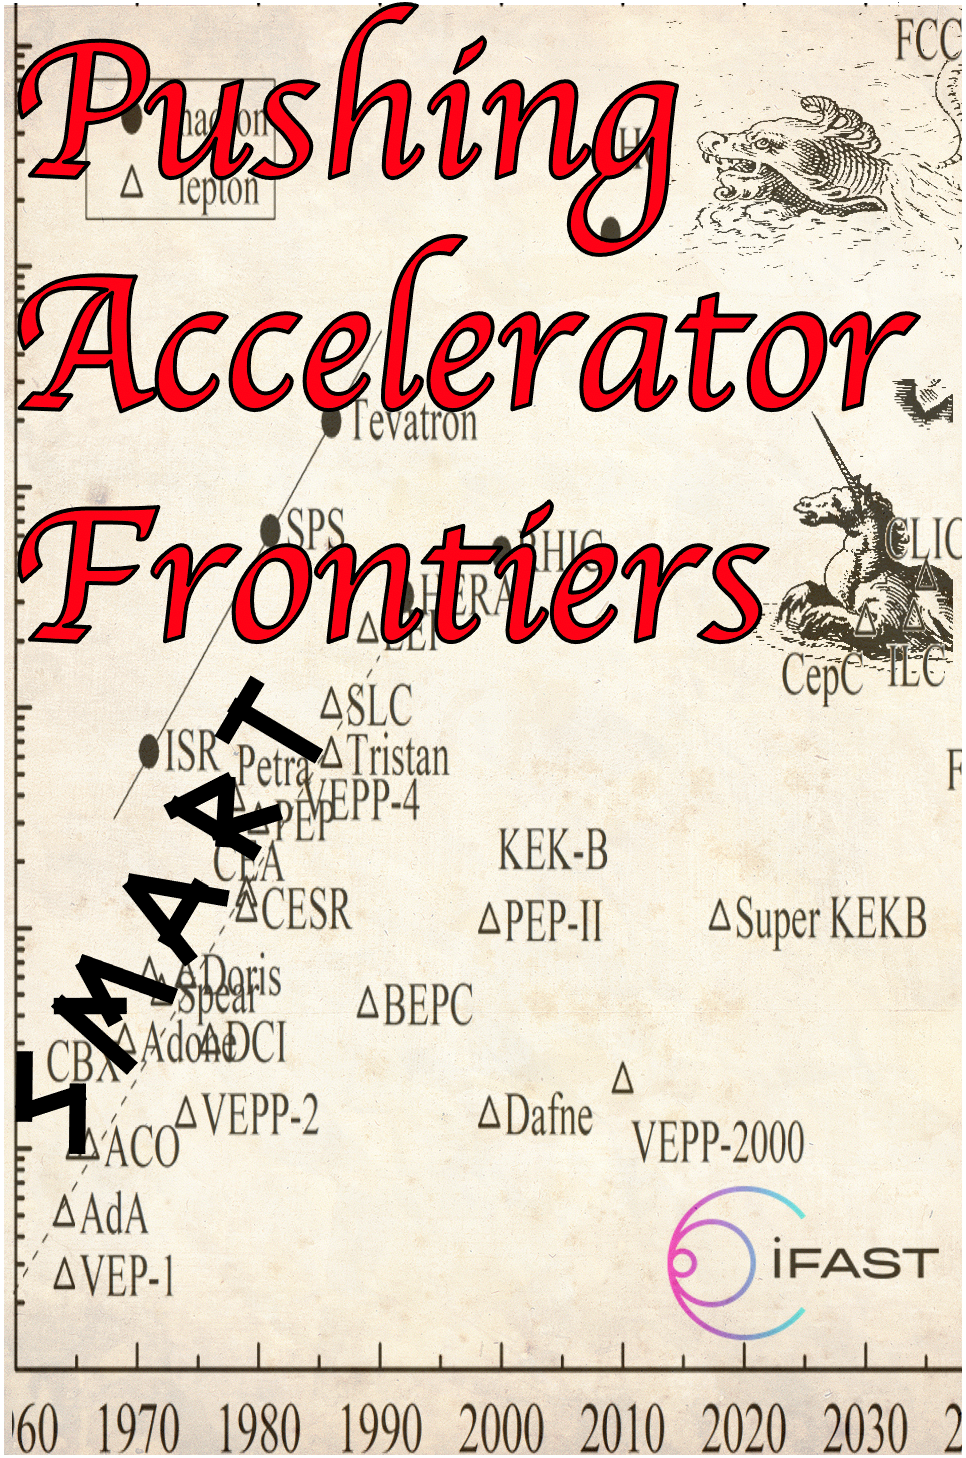 Pushing
Accelerator
Frontiers
SMART
FCC
hadron
lepton
Tevatron
SPS
RHIC
HERA
LEP
CLIC
CepC
ILC
SLC
ISR
Petra
Tristan
VEPP-4
PEP
CEA
KEK-B
CESR
PEP-II
Super KEKB
Doris
Spear
BEPC
Adone
DCI
CBX
VEPP-2
Dafne
ACO
VEPP-2000
AdA
VEP-1
iFAST
1970 1980 1990 2000 2010 2020 2030